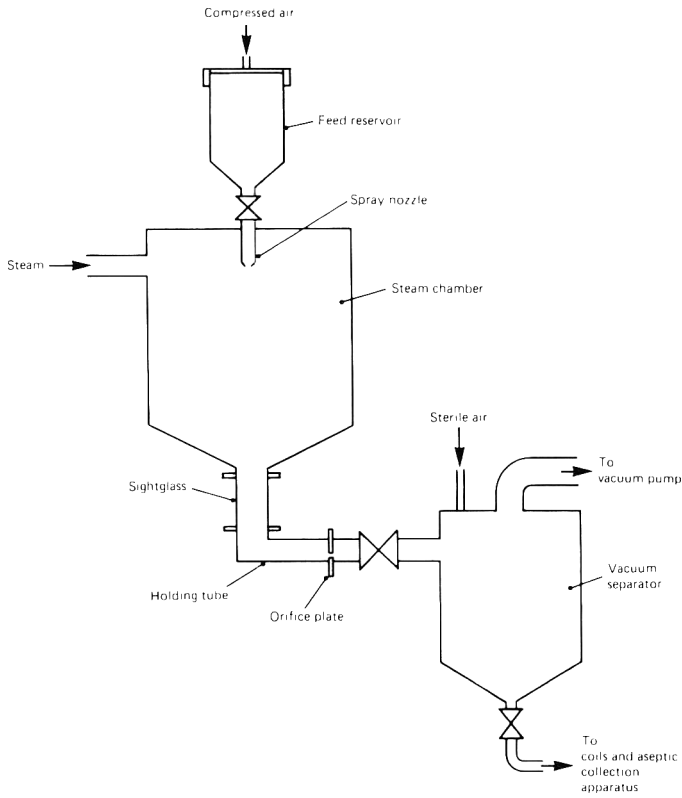 Compressed air
Feed reservoir
Spray nozzle
Steam
Steam chamber
Sterile air
To
vacuum pump
Sightglass
Vacuum
separator
Holding tube
Orifice plate
To
coils and aseptic
collection
apparatus